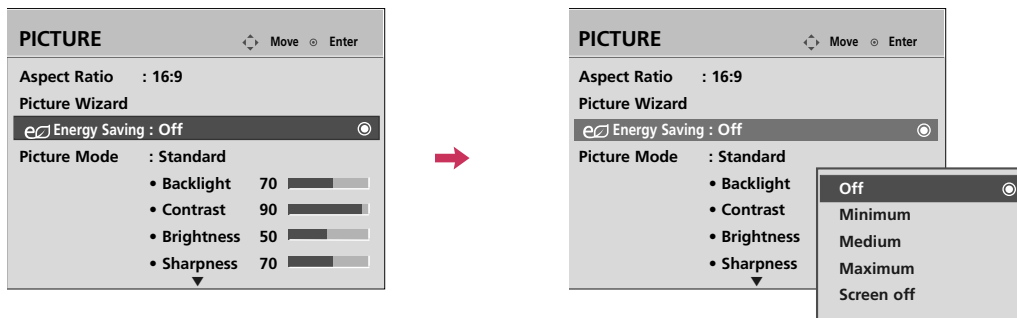 PICTURE Move Enter
Aspect Ratio : 16:9
Picture Wizard
Energy Saving : Off
Picture Mode : Standard
• Backlight 70
• Contrast 90
• Brightness 50
• Sharpness 70
PICTURE Move Enter
Aspect Ratio : 16:9
Picture Wizard
Energy Saving : Off
Picture Mode : Standard
• Backlight
• Contrast
• Brightness
• Sharpness
Off
Minimum
Medium
Maximum
Screen off